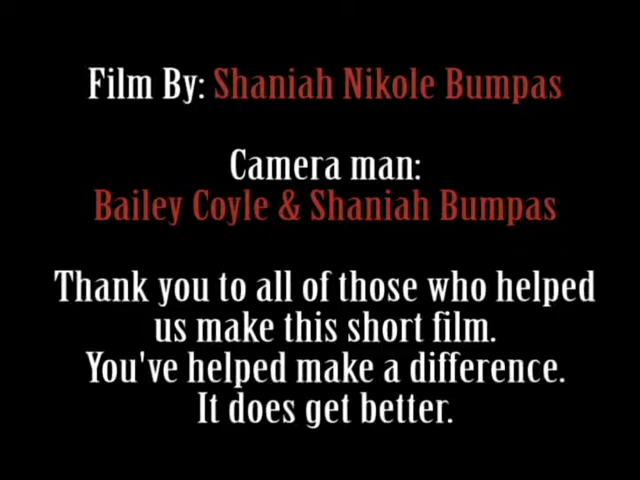 Film By: Shaniah Nikole Bumpas
Camera man:
Bailey Coyle & Shaniah Bumpas
Thank you to all of those who helped
us make this short film.
You've helped make a difference.
It does get better.